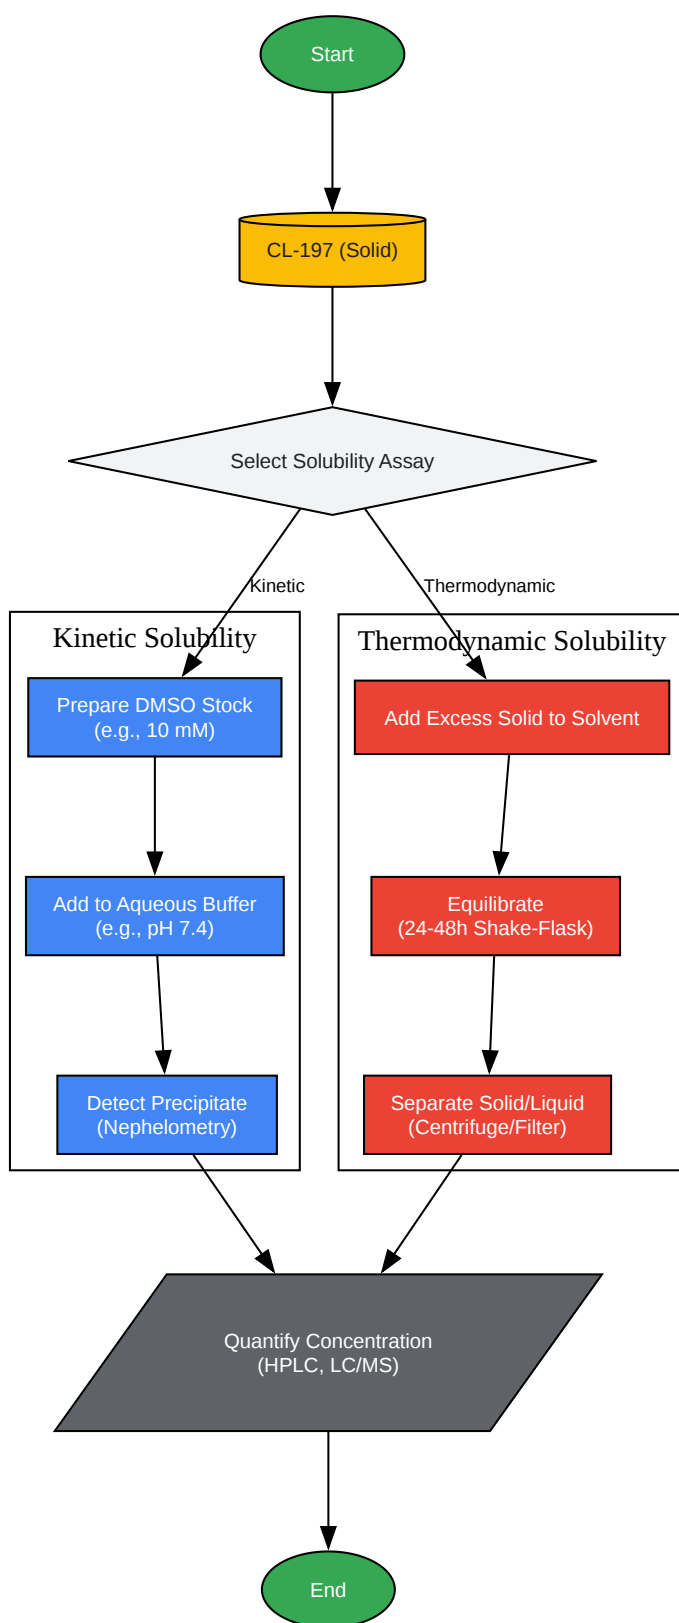 Start
CL-197 (Solid)
Select Solubility Assay
Kinetic
Thermodynamic
Kinetic Solubility
Prepare DMSO Stock
(e.g., 10 mM)
Add to Aqueous Buffer
(e.g., pH 7.4)
Detect Precipitate
(Nephelometry)
Thermodynamic Solubility
Add Excess Solid to Solvent
Equilibrate
(24-48h Shake-Flask)
Separate Solid/Liquid
(Centrifuge/Filter)
Quantify Concentration
(HPLC, LC/MS)
End